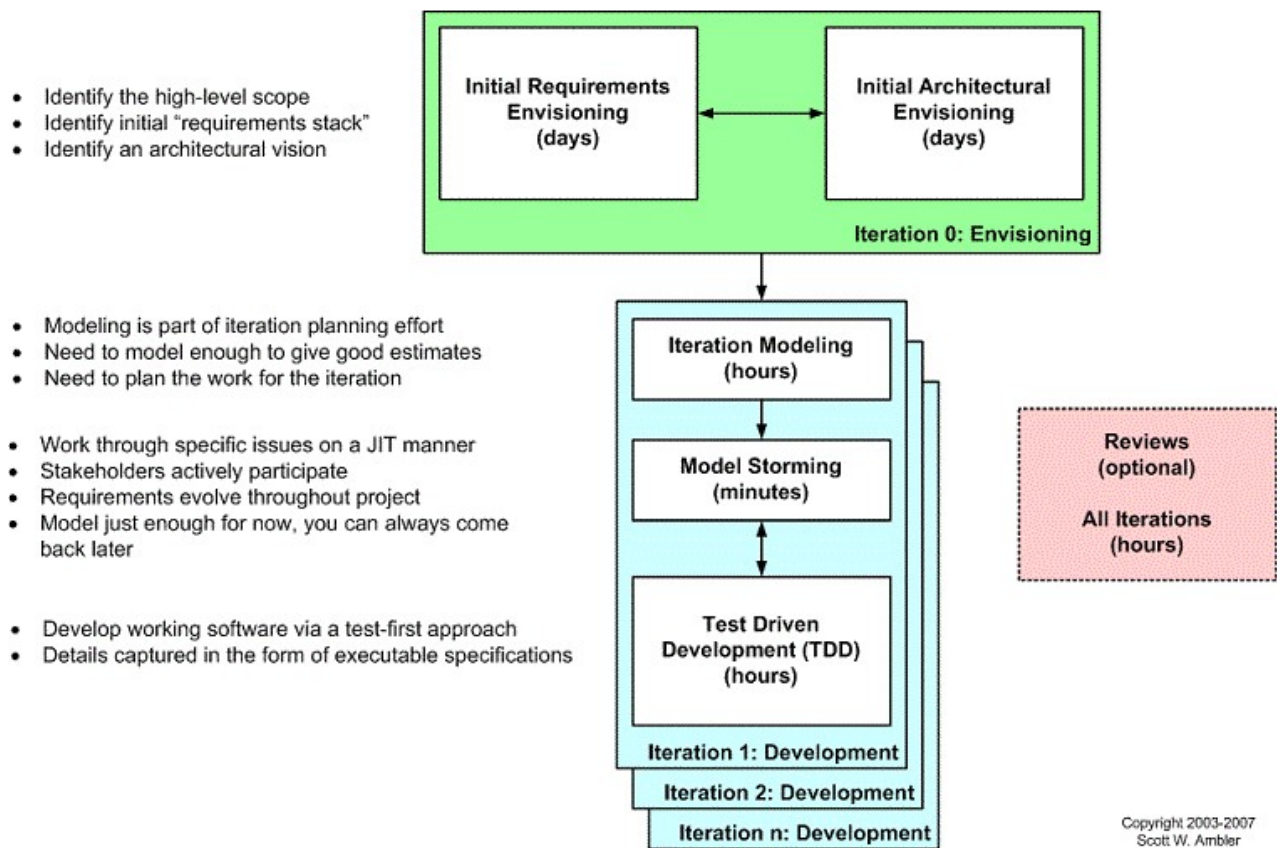 Initial Requirements
Envisioning
(days)
Initial Architectural
Envisioning
(days)
Iteration 0: Envisioning
• Identify the high-level scope
• Identify initial “requirements stack”
• Identify an architectural vision
• Modeling is part of iteration planning effort
• Need to model enough to give good estimates
• Need to plan the work for the iteration
Iteration Modeling
(hours)
• Work through specific issues on a JIT manner
• Stakeholders actively participate
• Requirements evolve throughout project
• Model just enough for now, you can always come
back later
Model Storming
(minutes)
Reviews
(optional)
All Iterations
(hours)
• Develop working software via a test-first approach
• Details captured in the form of executable specifications
Test Driven
Development (TDD)
(hours)
Iteration 1: Development
Iteration 2: Development
Iteration n: Development
Copyright 2003-2007
Scott W. Ambler